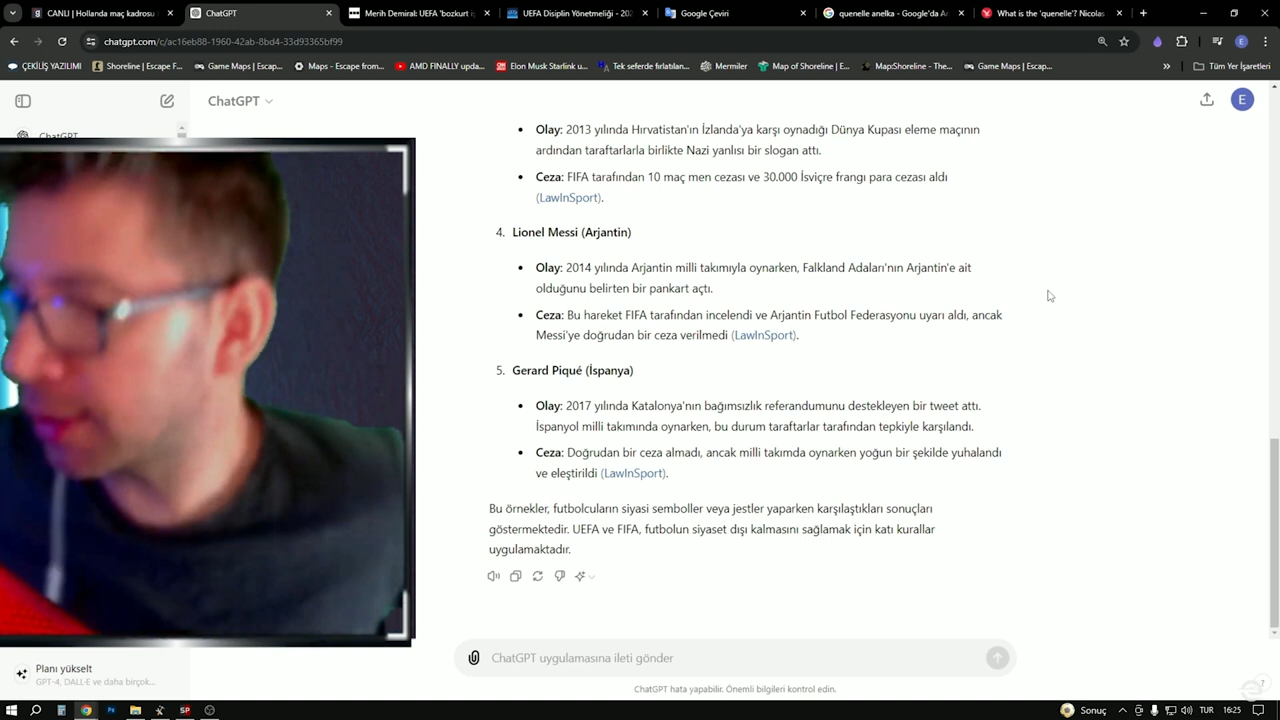 CANLI | Hollanda maç kadrosu
ChatGPT
Merih Demiral: UEFA 'bozkurt iş
UEFA Disiplin Yönetmeliği - 202
Google Çeviri
quenelle anelka - Google'da Ar
What is the 'quenelle'? Nicolas
chatgpt.com/c/ac16eb88-1960-42ab-8bd4-33d93365bf99
E
ÇEKİLİŞ YAZILIMI
Shoreline | Escape F...
Game Maps | Escap...
Maps - Escape from...
AMD FINALLY upda...
Elon Musk Starlink u...
Tek seferde fırlatılan...
Mermiler
Map of Shoreline | E...
MapShoreline - The...
Game Maps | Escap...
Tüm Yer İşaretleri
ChatGPT
E
ChatGPT
Olay: 2013 yılında Hırvatistan'ın İzlanda'ya karşı oynadığı Dünya Kupası eleme maçının
ardından taraftarlarla birlikte Nazi yanlısı bir slogan attı.
Ceza: FIFA tarafından 10 maç men cezası ve 30.000 İsviçre frangı para cezası aldı
(LawInSport).
4. Lionel Messi (Arjantin)
Olay: 2014 yılında Arjantin milli takımıyla oynarken, Falkland Adaları'nın Arjantin'e ait
olduğunu belirten bir pankart açtı.
Ceza: Bu hareket FIFA tarafından incelendi ve Arjantin Futbol Federasyonu uyarı aldı, ancak
Messi'ye doğrudan bir ceza verilmedi (LawInSport).
5. Gerard Piqué (İspanya)
Olay: 2017 yılında Katalonya'nın bağımsızlık referandumunu destekleyen bir tweet attı.
İspanyol milli takımında oynarken, bu durum taraftarlar tarafından tepkiyle karşılandı.
Ceza: Doğrudan bir ceza almadı, ancak milli takımda oynarken yoğun bir şekilde yuhalandı
ve eleştirildi (LawInSport).
Bu örnekler, futbolcuların siyasi semboller veya jestler yaparken karşılaştıkları sonuçları
göstermektedir. UEFA ve FIFA, futbolun siyaset dışı kalmasını sağlamak için katı kurallar
uygulamaktadır.
ChatGPT uygulamasına ileti gönder
Planı yükselt
GPT-4, DALL·E ve daha birçok...
ChatGPT hata yapabilir. Önemli bilgileri kontrol edin.
Sonuç
TUR
16:25